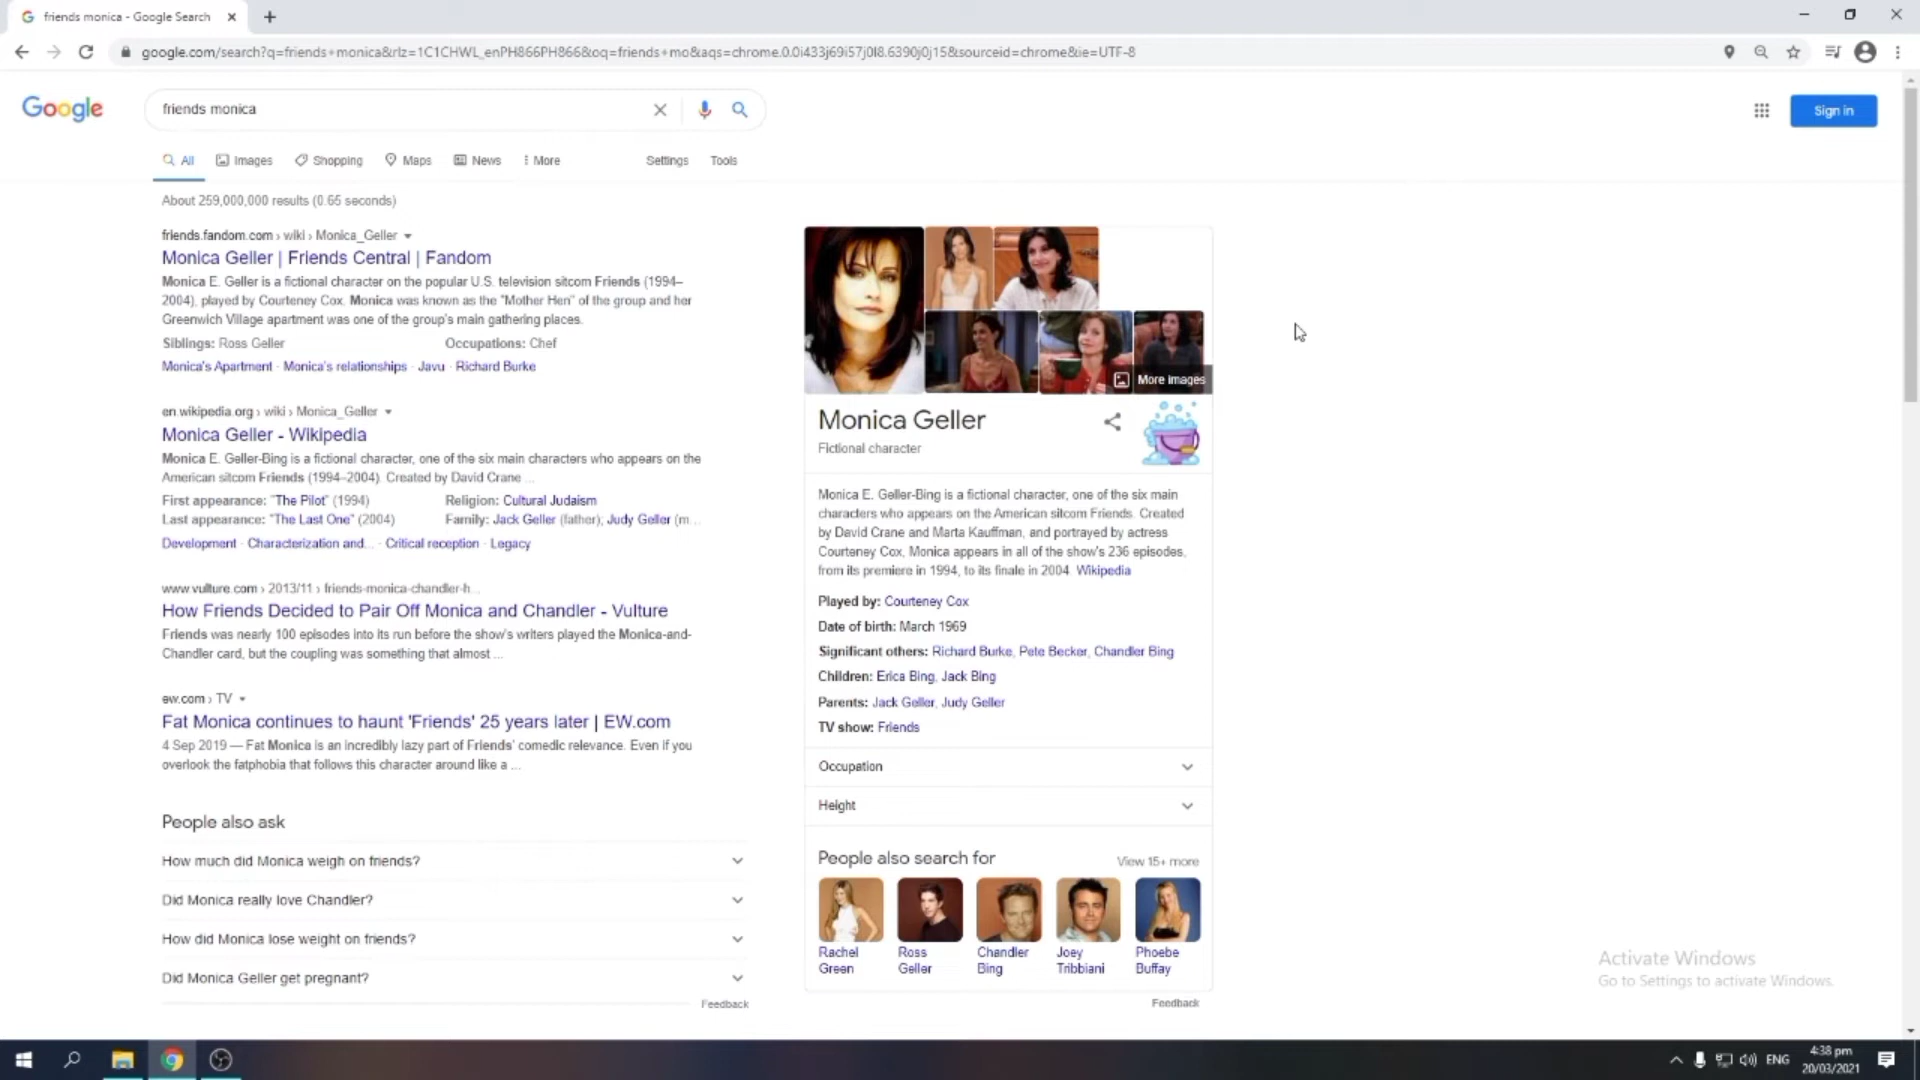 friends monica - Google Search
google.com/search?q=friends+monica&rlz=1C1CHWL_enPH866PH866&oq=friends+mo&aqs=chrome.0.0i433j69i57j0l8.6390j0j15&sourceid=chrome&ie=UTF-8
Google
friends monica
Sign in
All Images Shopping Maps News More Settings Tools
About 259,000,000 results (0.65 seconds)
friends.fandom.com › wiki › Monica_Geller
Monica Geller | Friends Central | Fandom
Monica E. Geller is a fictional character on the popular U.S. television sitcom Friends (1994–
2004), played by Courteney Cox. Monica was known as the "Mother Hen" of the group and her
Greenwich Village apartment was one of the group's main gathering places.
Siblings: Ross Geller Occupations: Chef
Monica's Apartment · Monica's relationships · Javu · Richard Burke
en.wikipedia.org › wiki › Monica_Geller
Monica Geller - Wikipedia
Monica E. Geller-Bing is a fictional character, one of the six main characters who appears on the
American sitcom Friends (1994–2004). Created by David Crane ...
First appearance: "The Pilot" (1994) Religion: Cultural Judaism
Last appearance: "The Last One" (2004) Family: Jack Geller (father); Judy Geller (m...
Development · Characterization and... · Critical reception · Legacy
www.vulture.com › 2013/11 › friends-monica-chandler-h...
How Friends Decided to Pair Off Monica and Chandler - Vulture
Friends was nearly 100 episodes into its run before the show's writers played the Monica-and-
Chandler card, but the coupling was something that almost ...
ew.com › TV
Fat Monica continues to haunt 'Friends' 25 years later | EW.com
4 Sep 2019 — Fat Monica is an incredibly lazy part of Friends' comedic relevance. Even if you
overlook the fatphobia that follows this character around like a ...
People also ask
How much did Monica weigh on friends?
Did Monica really love Chandler?
How did Monica lose weight on friends?
Did Monica Geller get pregnant?
Feedback
More images
Monica Geller
Fictional character
Monica E. Geller-Bing is a fictional character, one of the six main
characters who appears on the American sitcom Friends. Created
by David Crane and Marta Kauffman, and portrayed by actress
Courteney Cox, Monica appears in all of the show's 236 episodes,
from its premiere in 1994, to its finale in 2004. Wikipedia
Played by: Courteney Cox
Date of birth: March 1969
Significant others: Richard Burke, Pete Becker, Chandler Bing
Children: Erica Bing, Jack Bing
Parents: Jack Geller, Judy Geller
TV show: Friends
Occupation
Height
People also search for View 15+ more
Rachel Ross Chandler Joey Phoebe
Green Geller Bing Tribbiani Buffay
Feedback
Activate Windows
Go to Settings to activate Windows.
ENG
4:38 pm
20/03/2021